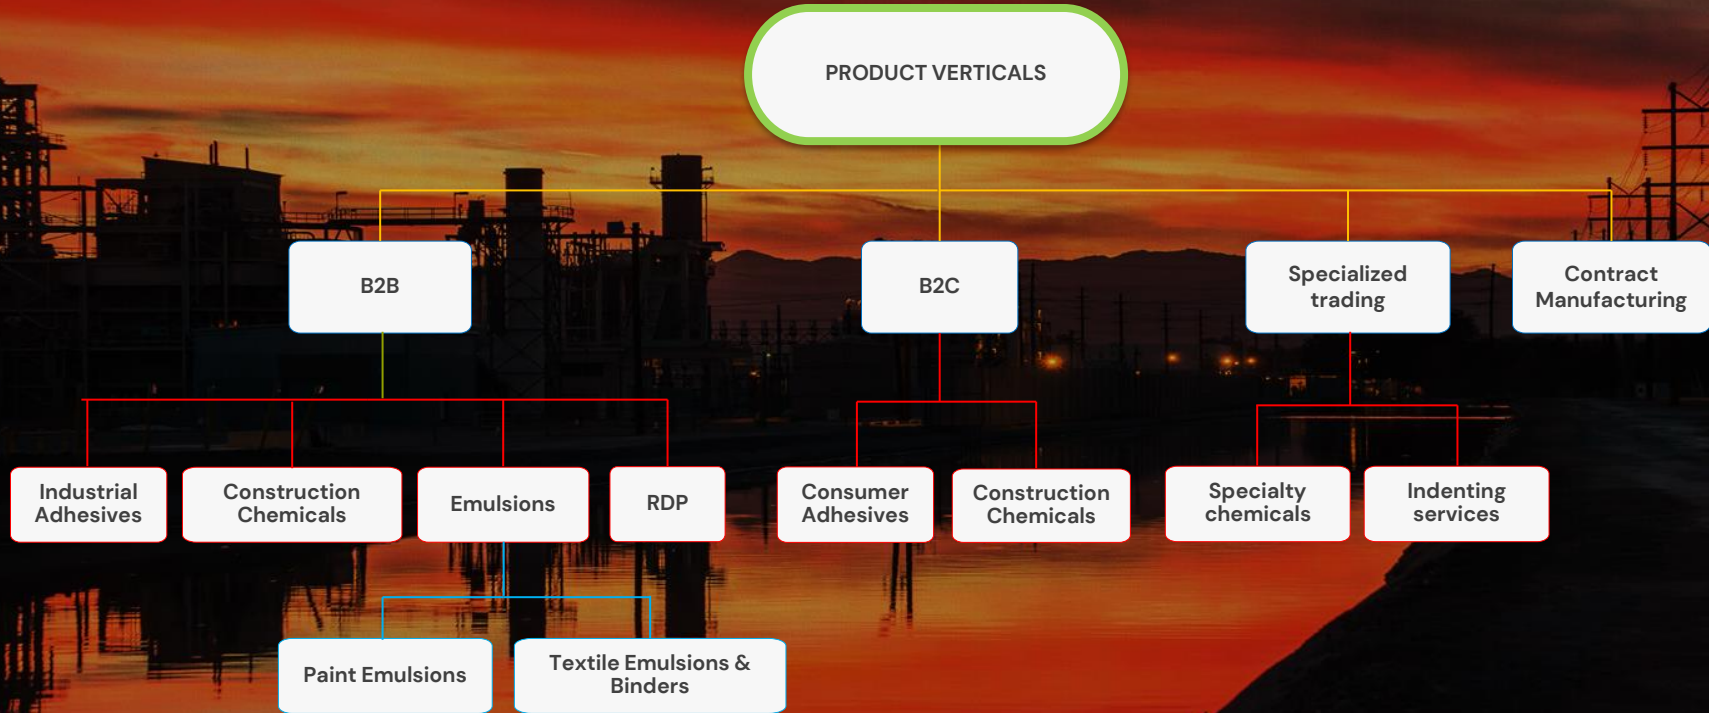 PRODUCT VERTICALS
B2B
B2C
Specialized
trading
Contract
Manufacturing
Industrial
Adhesives
Construction
Chemicals
Emulsions
RDP
Consumer
Adhesives
Construction
Chemicals
Specialty
chemicals
Indenting
services
Paint Emulsions
Textile Emulsions &
Binders